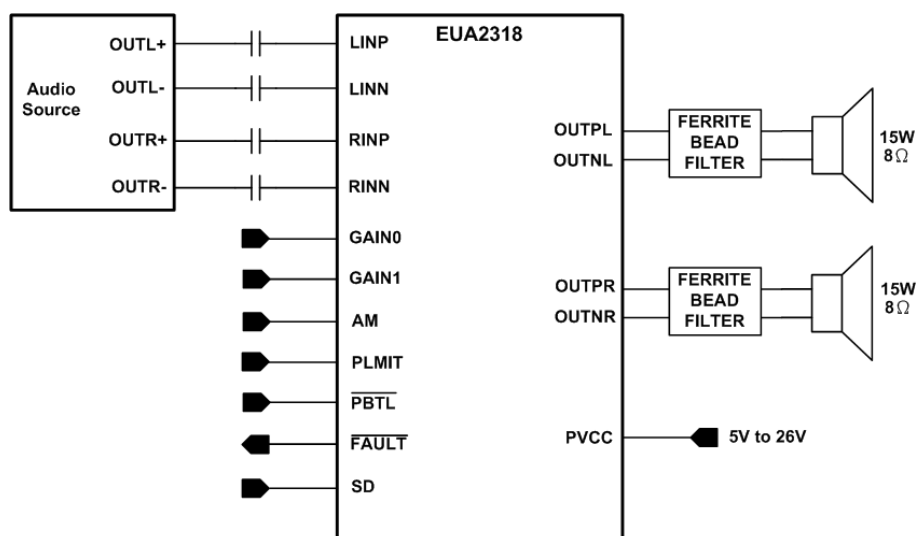 EUA2318
Audio
Source
OUTL+
OUTL-
OUTR+
OUTR-
LINP
LINN
RINP
RINN
GAIN0
GAIN1
AM
PLMIT
PBTL
FAULT
SD
OUTPL
OUTNL
FERRITE
BEAD
FILTER
15W
8Ω
OUTPR
OUTNR
FERRITE
BEAD
FILTER
15W
8Ω
PVCC
5V to 26V